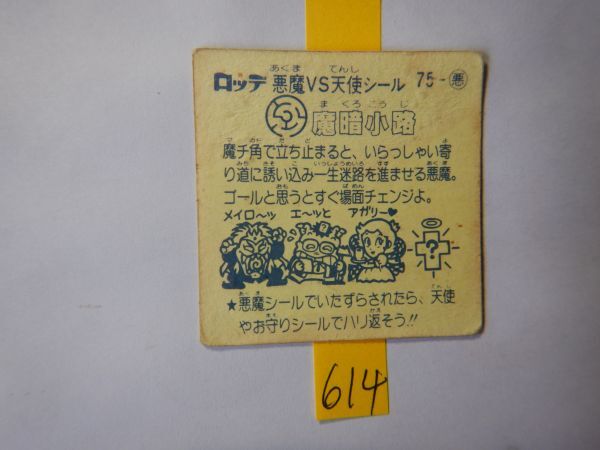 ロッテ 悪魔VS天使シール 75-悪
魔暗小路
魔チ角で立ち止まると、いらっしゃい寄
り道に誘い込み一生迷路を進ませる悪魔。
ゴールと思うとすぐ場面チェンジよ。
メイロ〜ッ エ〜ッと アガリー♥
?
★悪魔シールでいたずらされたら、天使
やお守りシールでハリ返そう!!
614